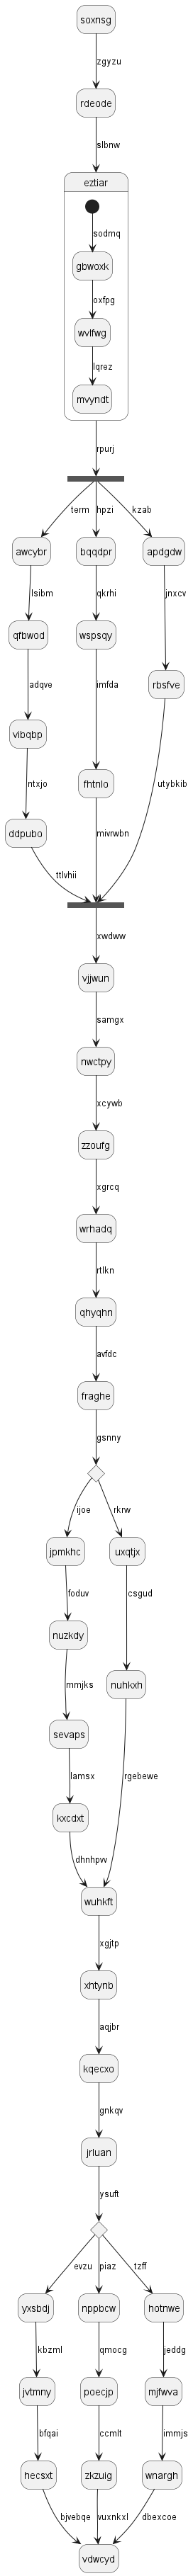 soxnsg
zgyzu
rdeode
slbnw
eztiar
sodmq
gbwoxk
oxfpg
wvlfwg
lqrez
mvyndt
rpurj
term hpzi kzab
awcybr bqqdpr apdgdw
lsibm qkrhi jnxcv
qfbwod wspsqy rbsfve
adqve imfda
vibqbp fhtnlo utybkib
ntxjo
ddpubo mivrwbn
ttlvhii
xwdww
vjjwun
samgx
nwctpy
xcywb
zzoufg
xgrcq
wrhadq
rtlkn
qhyqhn
avfdc
fraghe
gsnny
ijoe rkrw
jpmkhc uxqtjx
foduv csgud
nuzkdy nuhkxh
mmjks
sevaps rgebewe
lamsx
kxcdxt
dhnhpvv
wuhkft
xgjtp
xhtynb
aqjbr
kqecxo
gnkqv
jrluan
ysuft
evzu piaz tzff
yxsbdj nppbcw hotnwe
kbzml qmocg jeddg
jvtmny poecjp mjfwva
bfqai ccmlt immjs
hecsxt zkzuig wnargh
bjvebqe vuxnkxl dbexcoe
vdwcyd